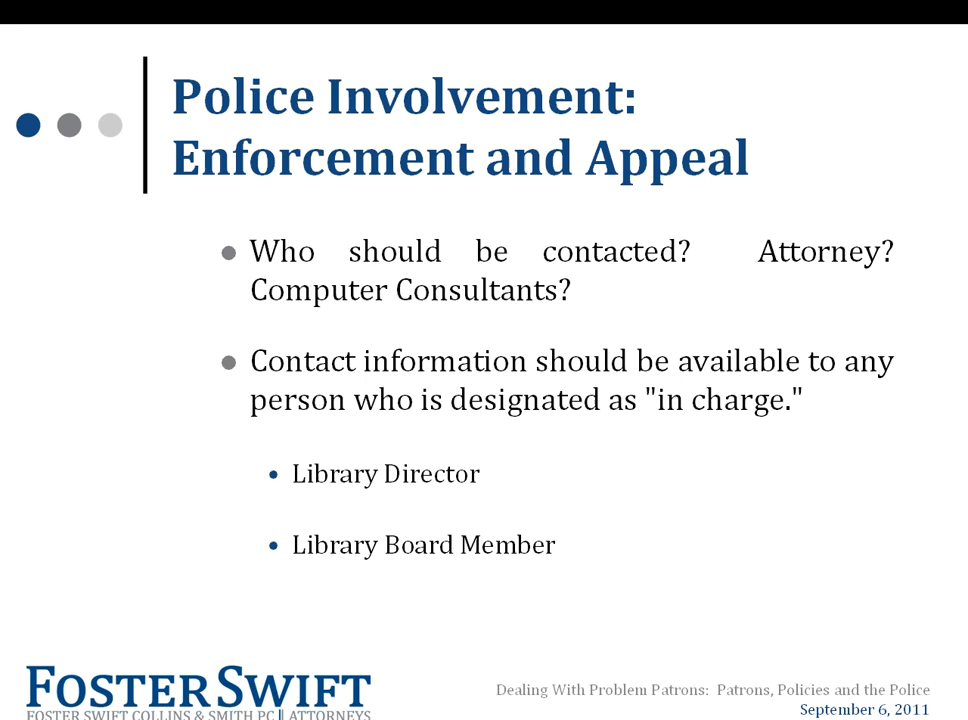 Police Involvement:
Enforcement and Appeal
Who should be contacted? Attorney?
Computer Consultants?
Contact information should be available to any
person who is designated as "in charge."
Library Director
Library Board Member
FOSTER SWIFT
FOSTER SWIFT COLLINS & SMITH PC || ATTORNEYS
Dealing With Problem Patrons: Patrons, Policies and the Police
September 6, 2011